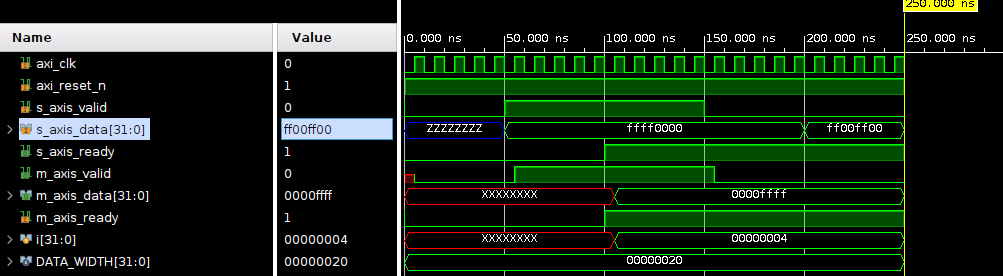 250.000 ns
Name Value 0.000 ns 50.000 ns 100.000 ns 150.000 ns 200.000 ns 250.000 ns
axi_clk 0
axi_reset_n 1
s_axis_valid 0
s_axis_data[31:0] ff00ff00 ZZZZZZZZ ffff0000 ff00ff00
s_axis_ready 1
m_axis_valid 0
m_axis_data[31:0] 0000ffff XXXXXXXX 0000ffff
m_axis_ready 1
i[31:0] 00000004 XXXXXXXX 00000004
DATA_WIDTH[31:0] 00000020 00000020